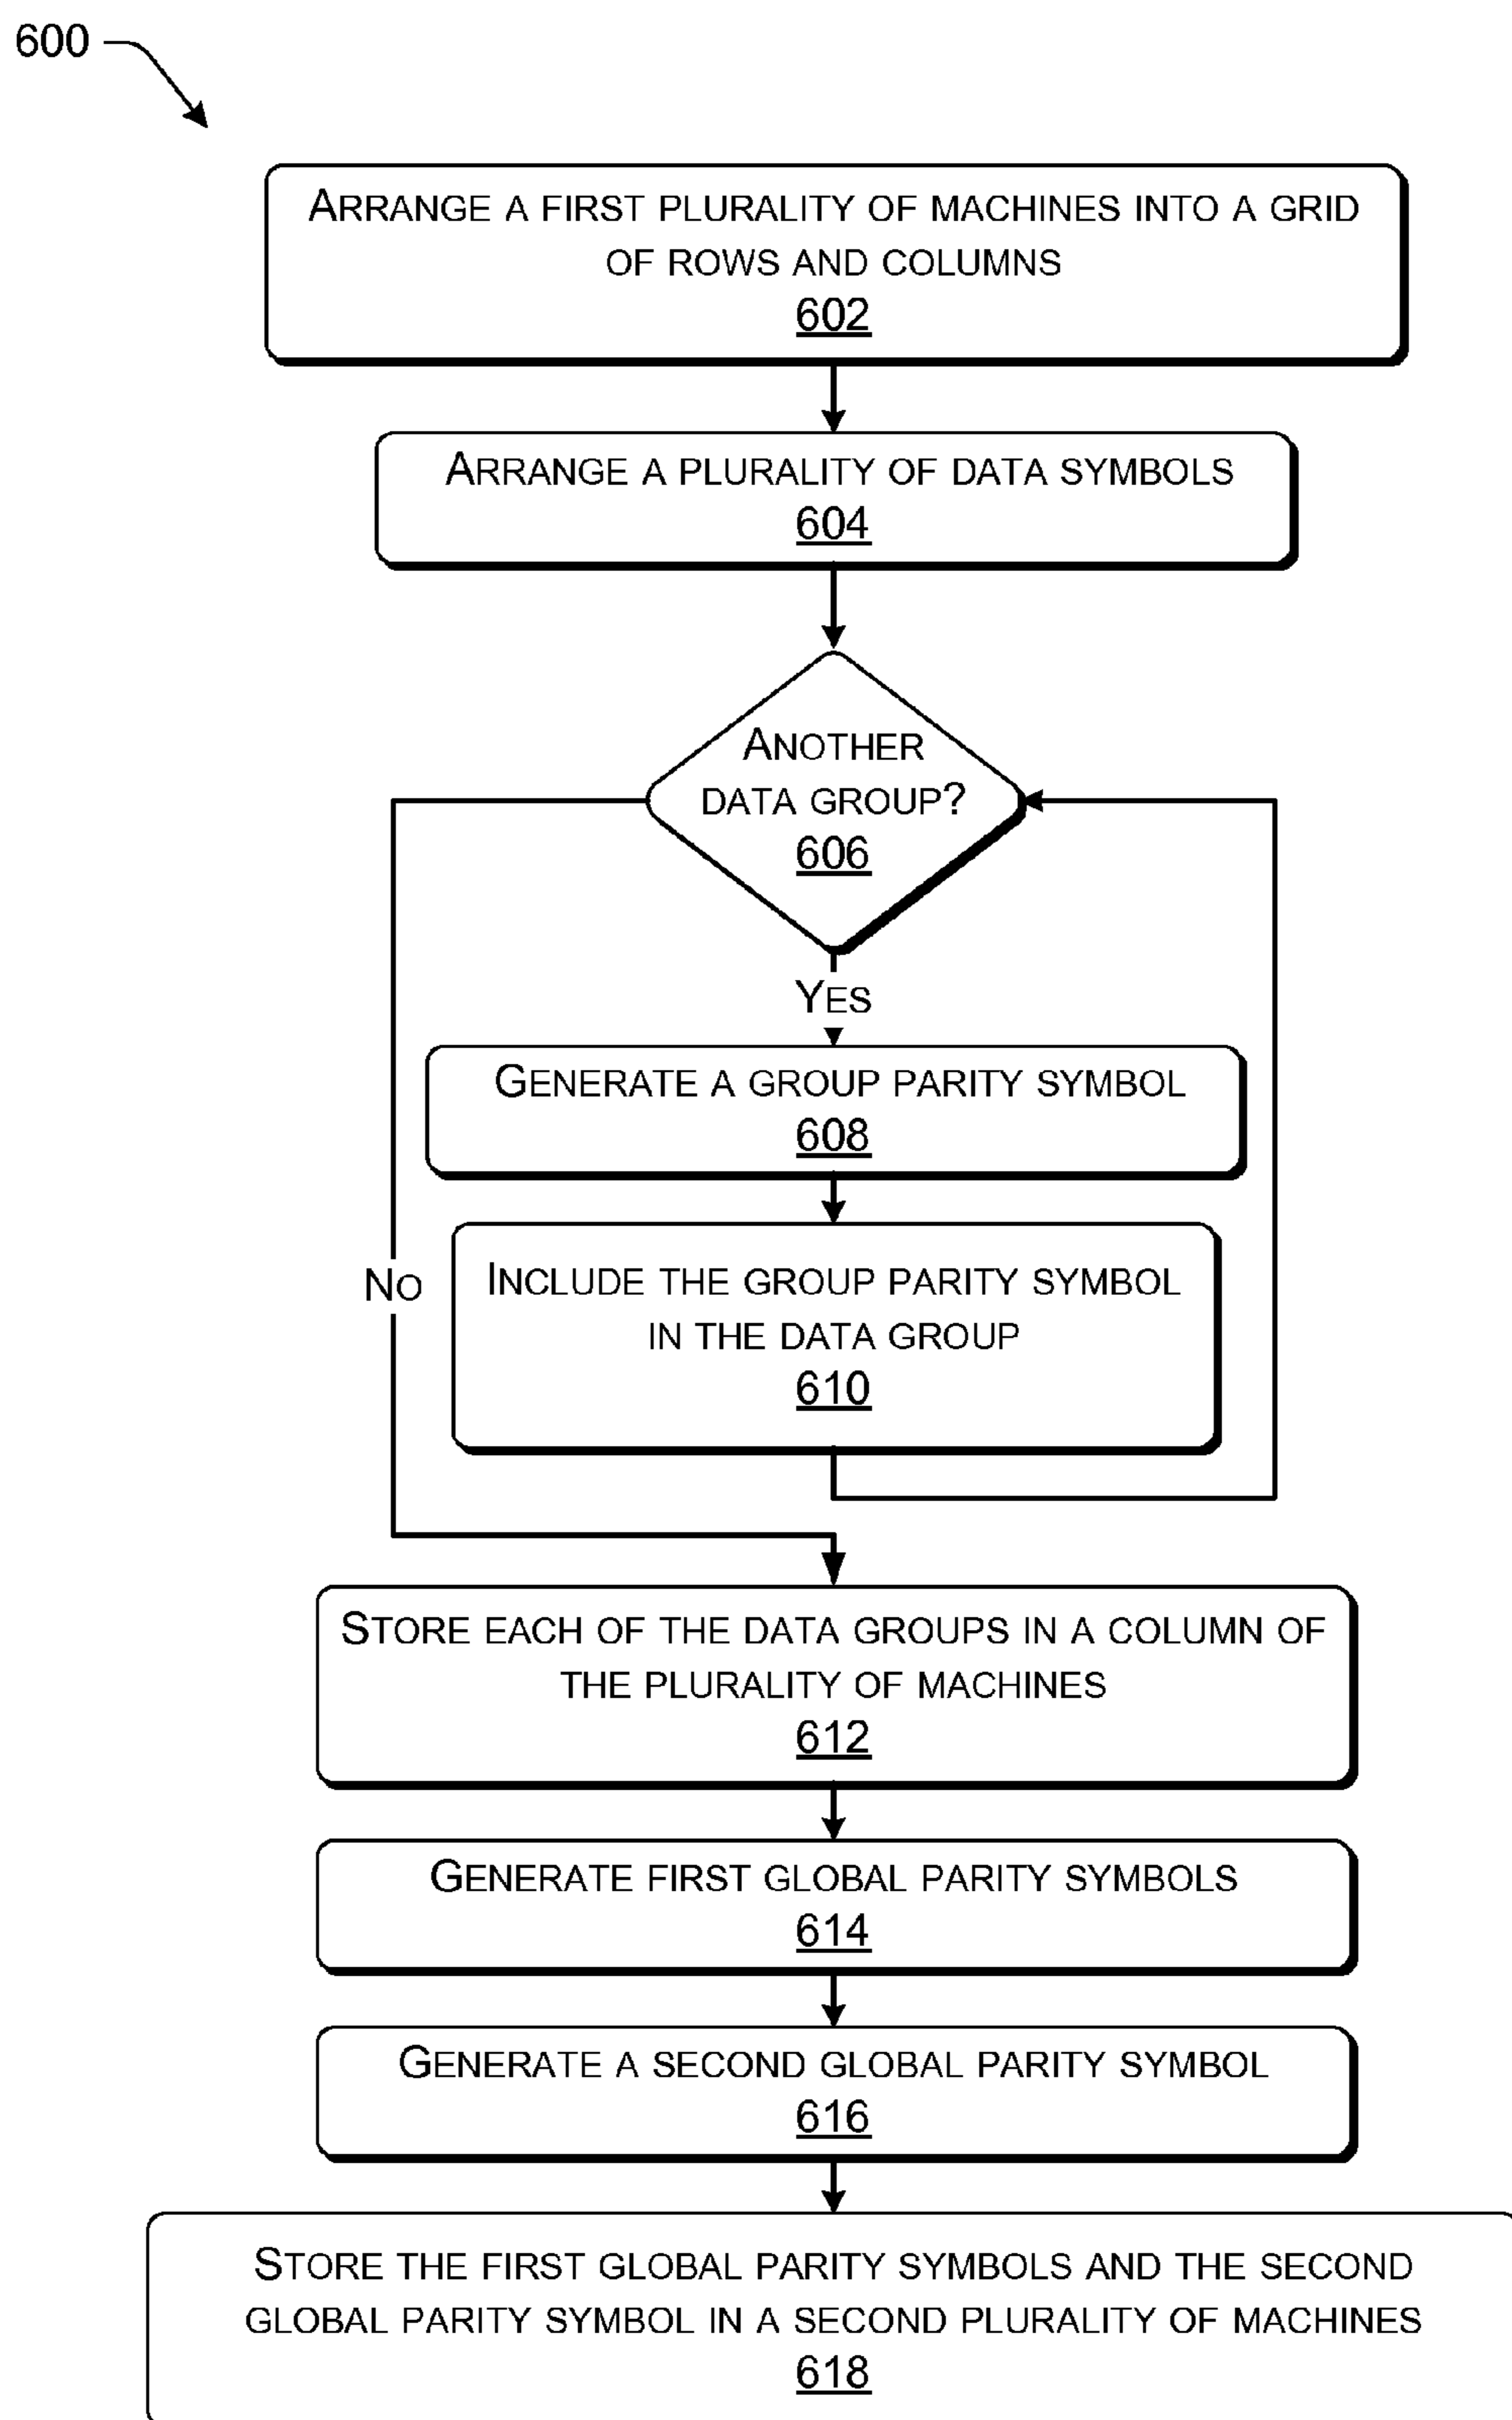 600
ARRANGE A FIRST PLURALITY OF MACHINES INTO A GRID
OF ROWS AND COLUMNS
602
ARRANGE A PLURALITY OF DATA SYMBOLS
604
ANOTHER
DATA GROUP?
606
YES
GENERATE A GROUP PARITY SYMBOL
608
NO
INCLUDE THE GROUP PARITY SYMBOL
IN THE DATA GROUP
610
STORE EACH OF THE DATA GROUPS IN A COLUMN OF
THE PLURALITY OF MACHINES
612
GENERATE FIRST GLOBAL PARITY SYMBOLS
614
GENERATE A SECOND GLOBAL PARITY SYMBOL
616
STORE THE FIRST GLOBAL PARITY SYMBOLS AND THE SECOND
GLOBAL PARITY SYMBOL IN A SECOND PLURALITY OF MACHINES
618